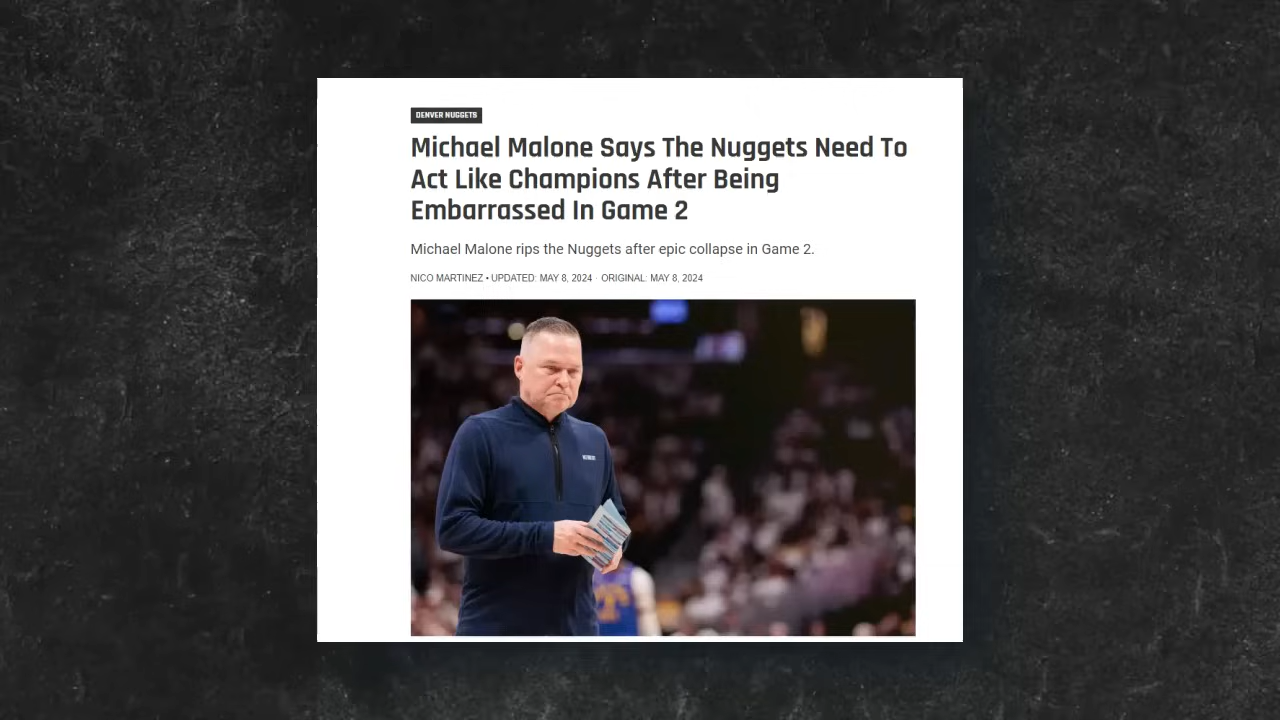 DENVER NUGGETS
Michael Malone Says The Nuggets Need To
Act Like Champions After Being
Embarrassed In Game 2
Michael Malone rips the Nuggets after epic collapse in Game 2.
NICO MARTINEZ • UPDATED: MAY 8, 2024 · ORIGINAL: MAY 8, 2024